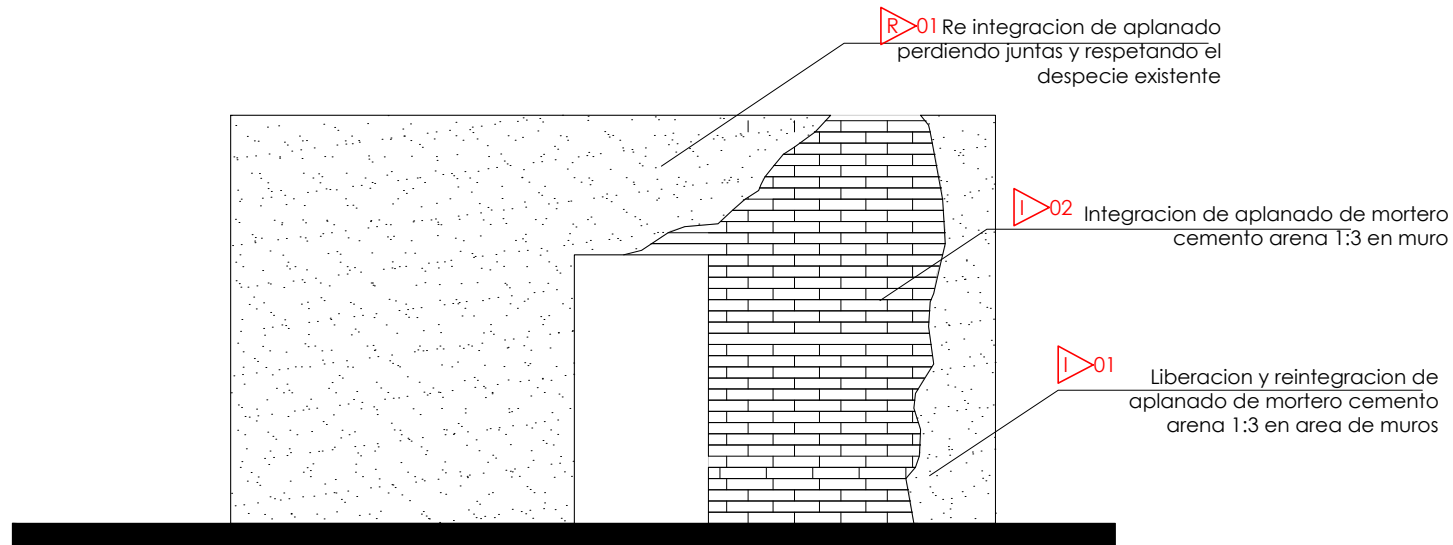 R 01 Re integracion de aplanado
perdiendo juntas y respetando el
despecie existente
I 02 Integracion de aplanado de mortero
cemento arena 1:3 en muro
I 01
Liberacion y reintegracion de
aplanado de mortero cemento
arena 1:3 en area de muros